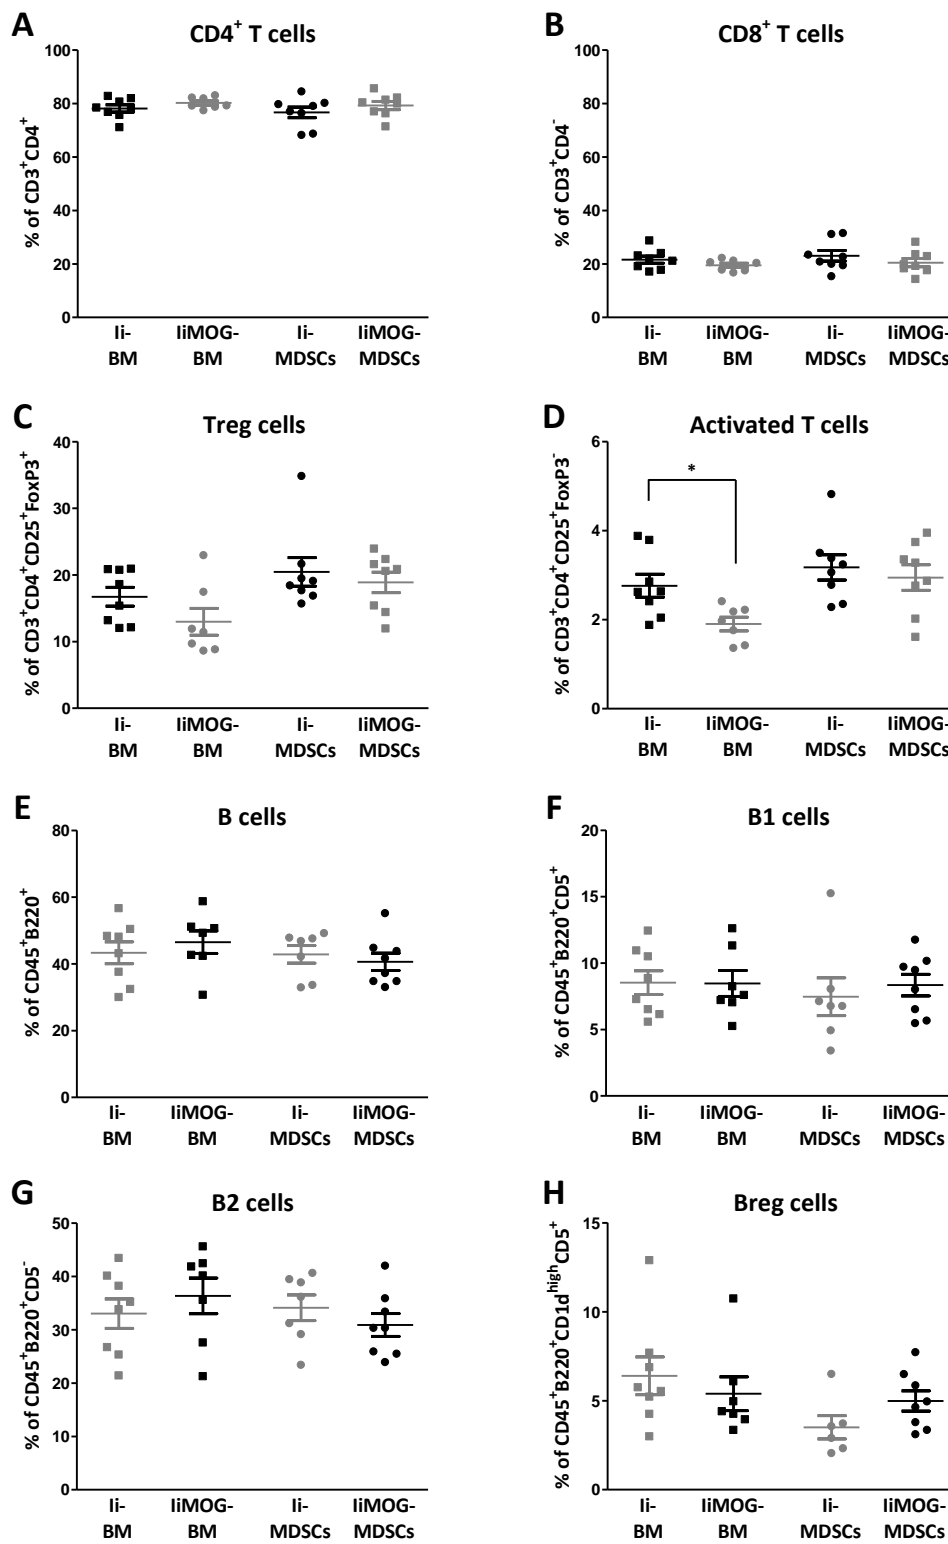 A
CD4+ T cells
% of CD3+CD4+
100
80
60
40
20
0
Ii-
BM
IiMOG-
BM
Ii-
MDSCs
IiMOG-
MDSCs
B
CD8+ T cells
% of CD3+CD4-
100
80
60
40
20
0
Ii-
BM
IiMOG-
BM
Ii-
MDSCs
IiMOG-
MDSCs
C
Treg cells
% of CD3+CD4+CD25+FoxP3+
40
30
20
10
0
Ii-
BM
IiMOG-
BM
Ii-
MDSCs
IiMOG-
MDSCs
D
Activated T cells
% of CD3+CD4+CD25+FoxP3-
6
4
2
0
*
Ii-
BM
IiMOG-
BM
Ii-
MDSCs
IiMOG-
MDSCs
E
B cells
% of CD45+B220+
80
60
40
20
0
Ii-
BM
IiMOG-
BM
Ii-
MDSCs
IiMOG-
MDSCs
F
B1 cells
% of CD45+B220+CD5+
20
15
10
5
0
Ii-
BM
IiMOG-
BM
Ii-
MDSCs
IiMOG-
MDSCs
G
B2 cells
% of CD45+B220+CD5-
50
40
30
20
10
0
Ii-
BM
IiMOG-
BM
Ii-
MDSCs
IiMOG-
MDSCs
H
Breg cells
% of CD45+B220+CD1dhighCD5+
15
10
5
0
Ii-
BM
IiMOG-
BM
Ii-
MDSCs
IiMOG-
MDSCs